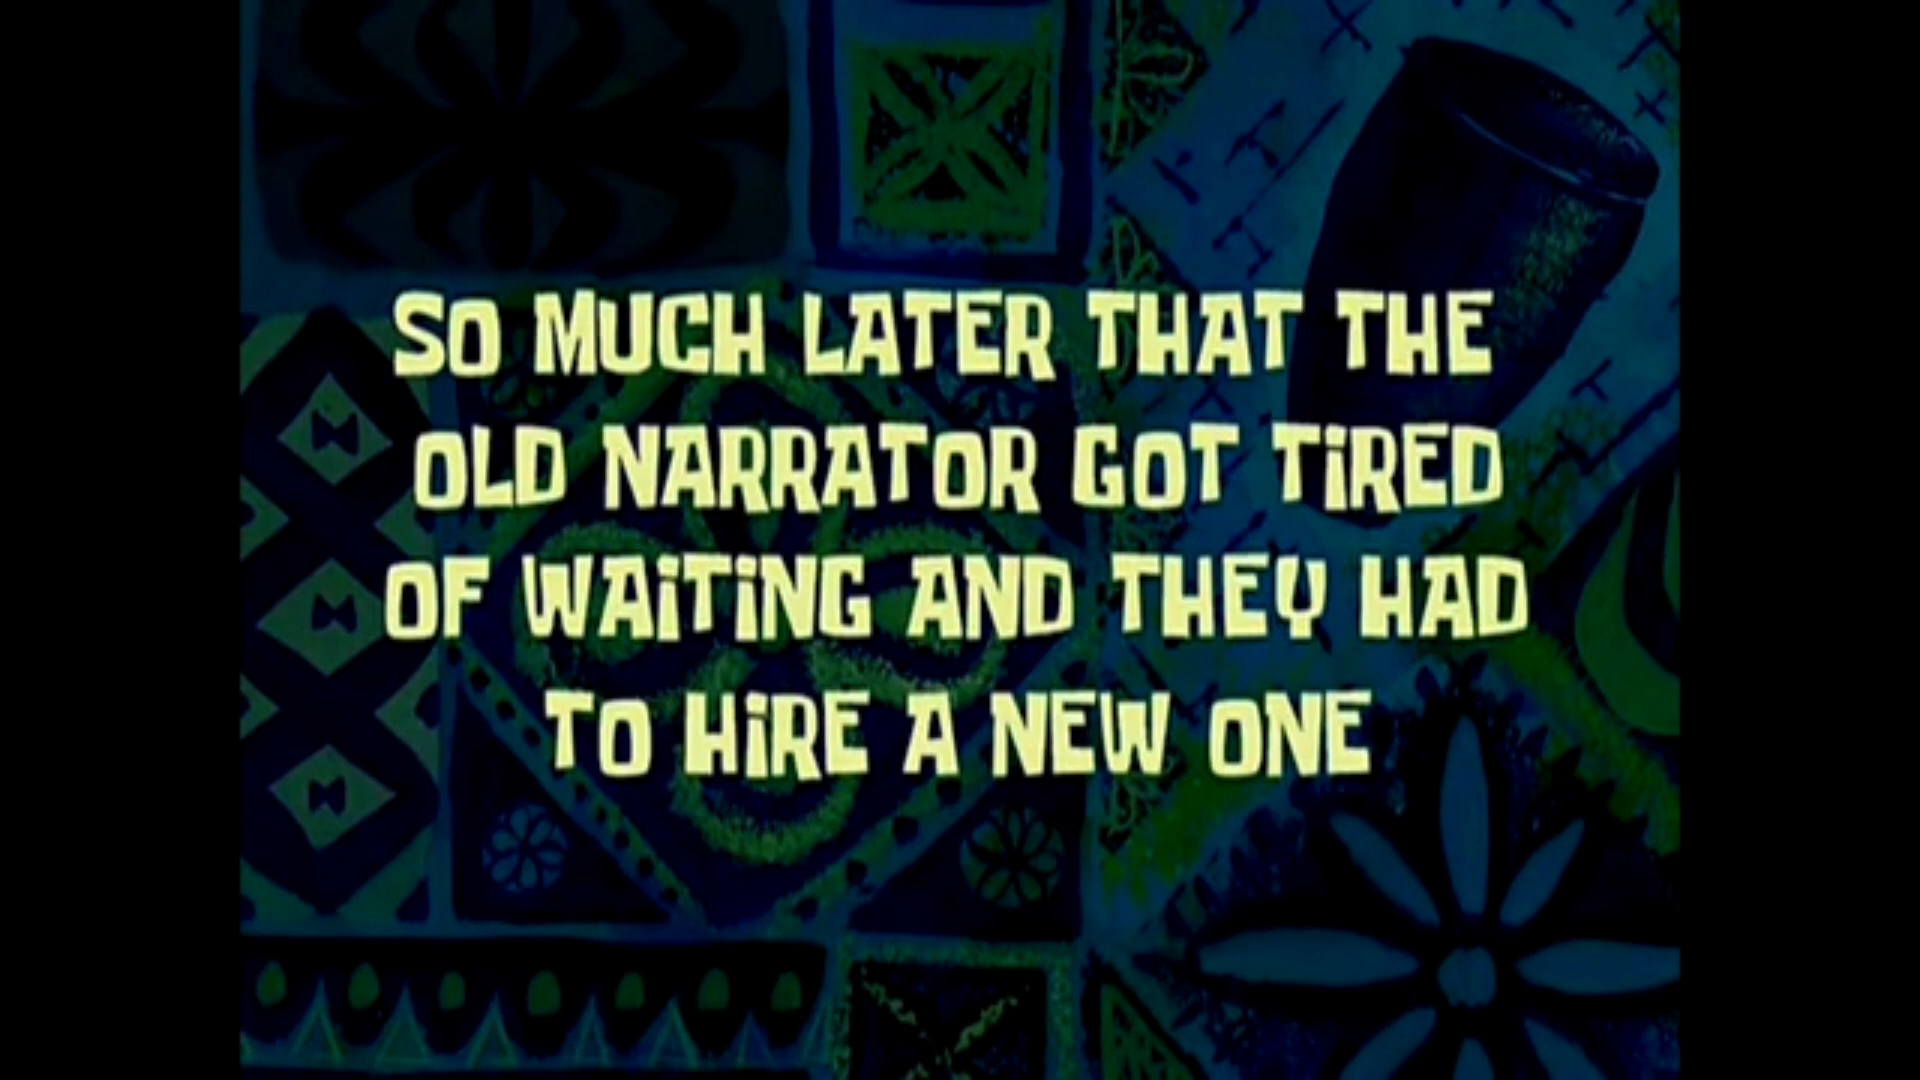 SO MUCH LATER THAT THE
OLD NARRATOR GOT TiRED
OF WAiTiNG AND THEY HAD
TO HiRE A NEW ONE